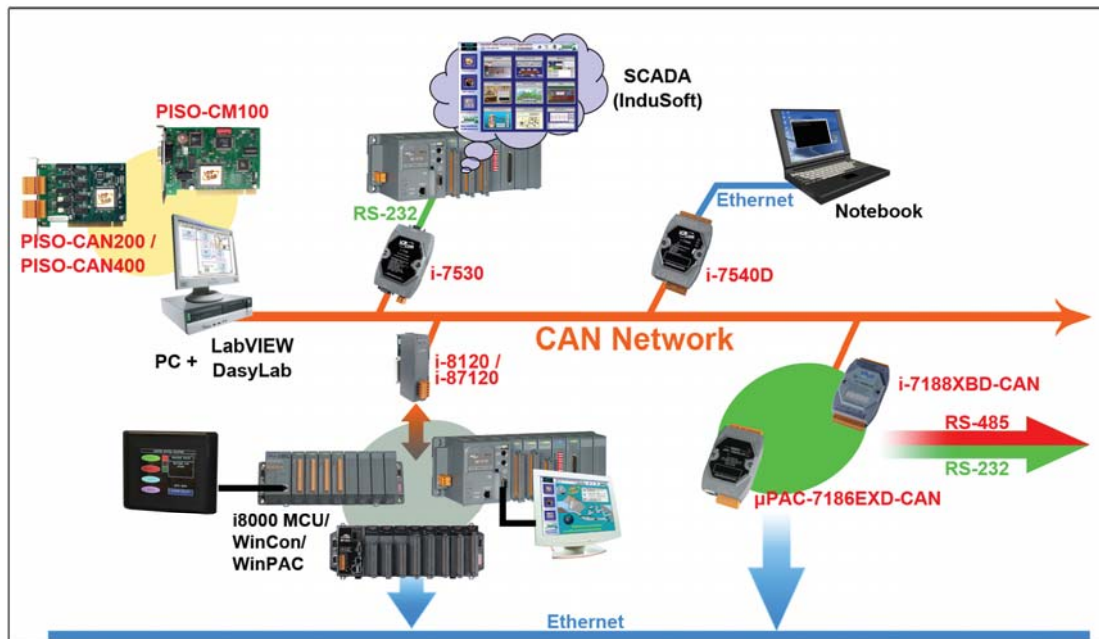 PISO-CM100
SCADA
(InduSoft)
PISO-CAN200 /
PISO-CAN400
RS-232
Ethernet
Notebook
i-7530
i-7540D
CAN Network
PC +
LabVIEW
DasyLab
i-8120 /
i-87120
i-7188XBD-CAN
RS-485
RS-232
µPAC-7186EXD-CAN
i8000 MCU/
WinCon/
WinPAC
Ethernet